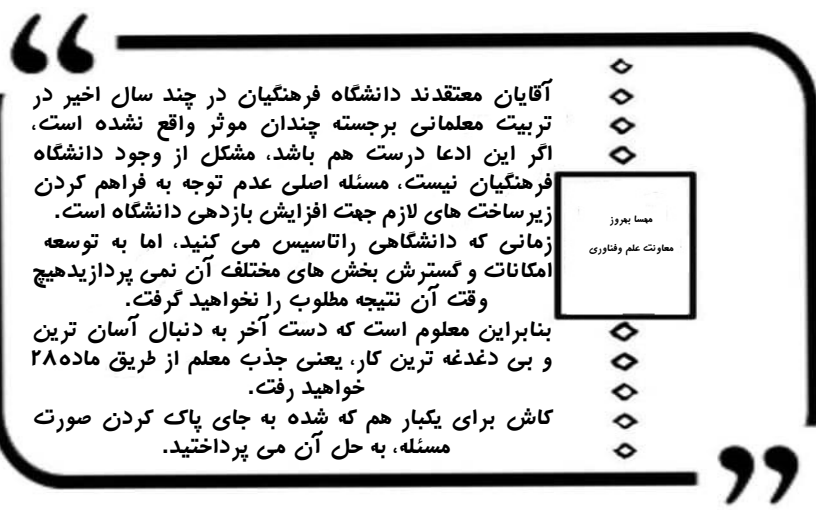 آقایان معتقدند دانشگاه فرهنگیان در چند سال اخیر در
تربیت معلمانی برجسته چندان موثر واقع نشده است،
اگر این ادعا درست هم باشد، مشکل از وجود دانشگاه
فرهنگیان نیست، مسئله اصلی عدم توجه به فراهم کردن
زیرساخت های لازم جهت افزایش بازدهی دانشگاه است.
زمانی که دانشگاهی راتاسیس می کنید، اما به توسعه
امکانات و گسترش بخش های مختلف آن نمی پردازیدهیچ
وقت آن نتیجه مطلوب را نخواهید گرفت.
بنابراین معلوم است که دست آخر به دنبال آسان ترین
و بی دغدغه ترین کار، یعنی جذب معلم از طریق ماده۲۸
خواهید رفت.
کاش برای یکبار هم که شده به جای پاک کردن صورت
مسئله، به حل آن می پرداختید.
مهسا بهروز
معاونت علم وفناوری